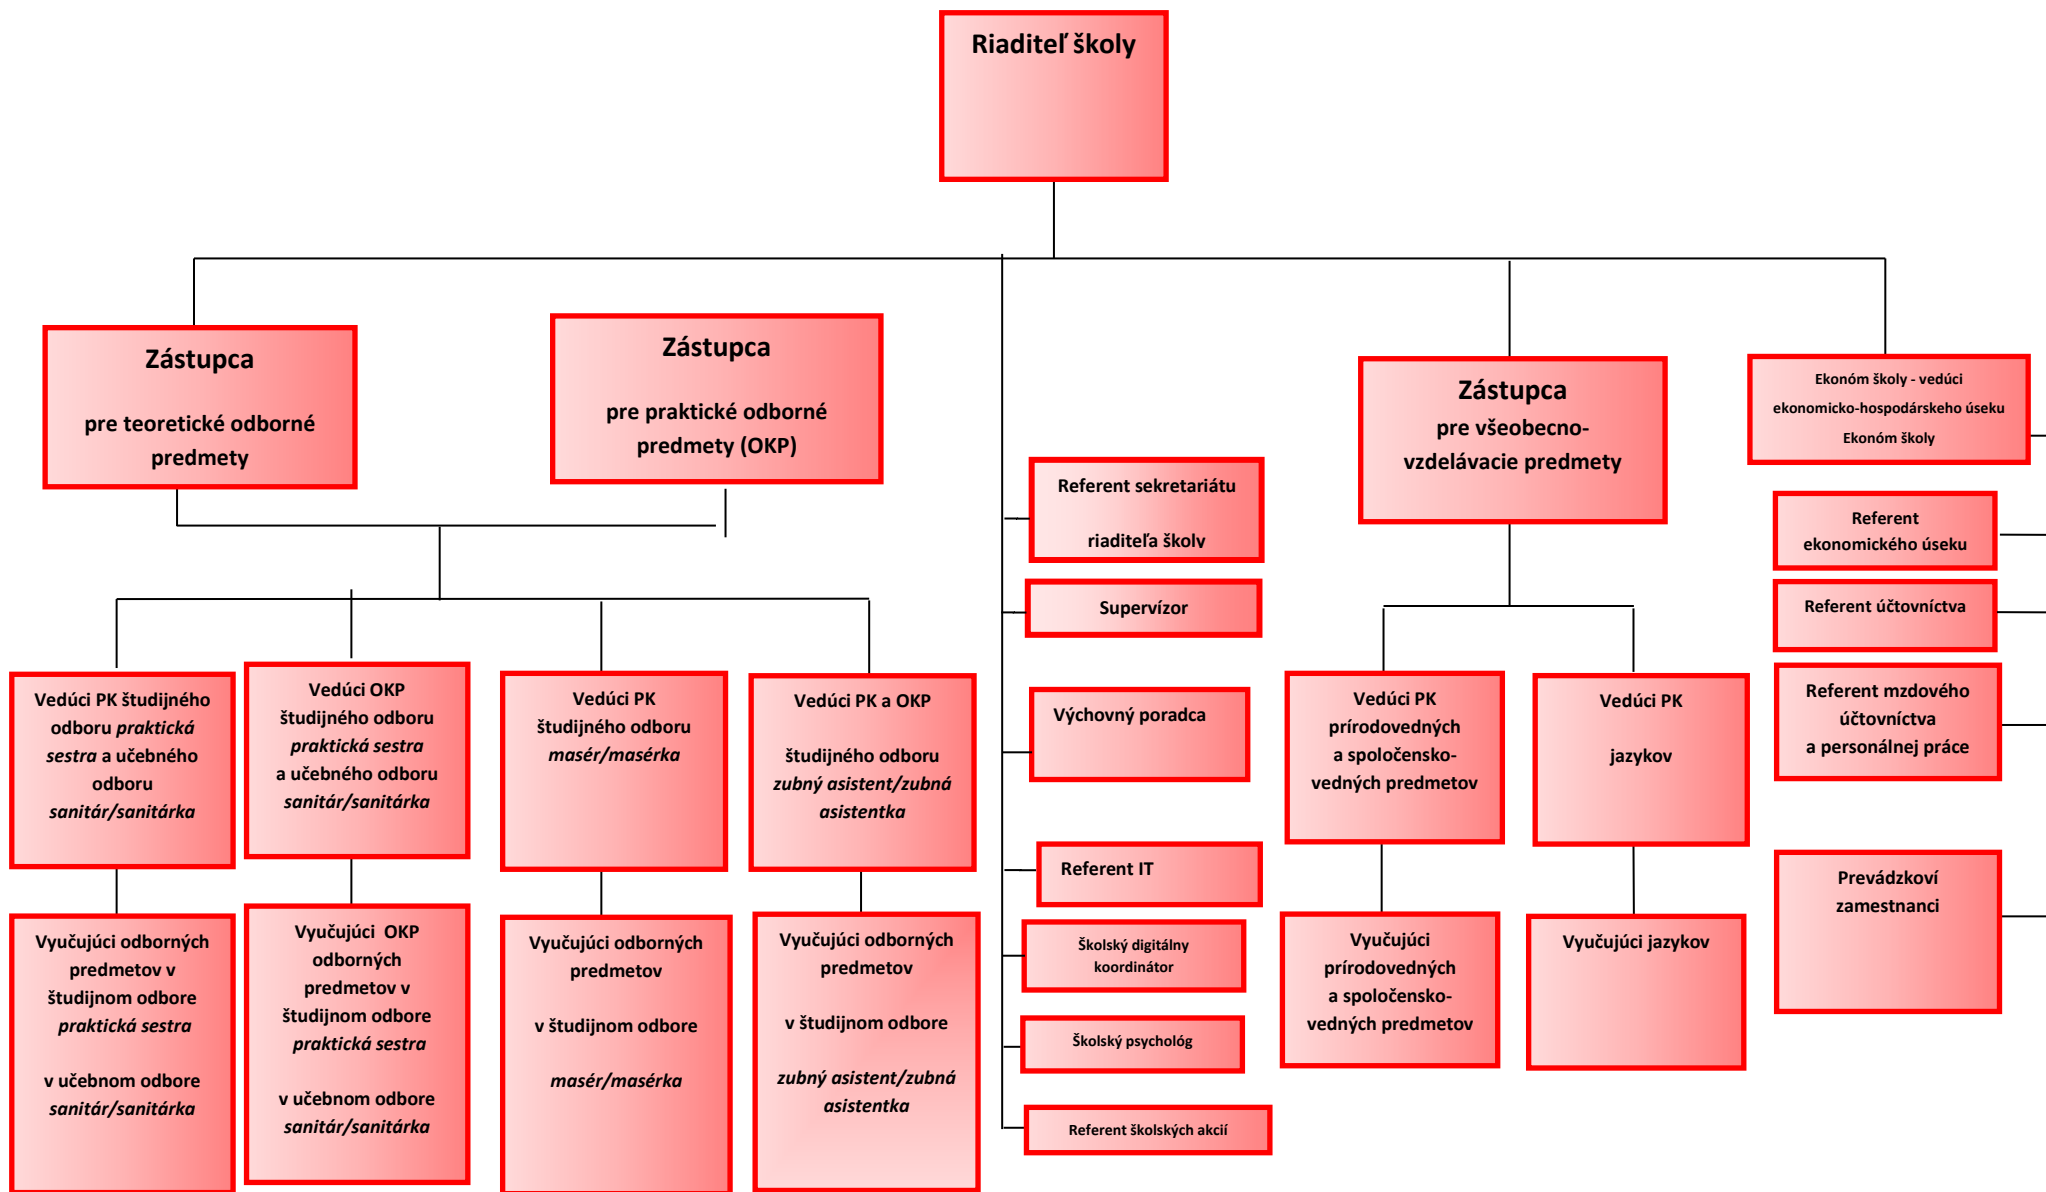 Riaditeľ školy
Zástupca
pre teoretické odborné
predmety
Zástupca
pre praktické odborné
predmety (OKP)
Zástupca
pre všeobecno-
vzdelávacie predmety
Ekonóm školy - vedúci
ekonomicko-hospodárskeho úseku
Ekonóm školy
Referent sekretariátu
riaditeľa školy
Supervízor
Výchovný poradca
Referent IT
Školský digitálny
koordinátor
Školský psychológ
Referent školských akcií
Referent
ekonomického úseku
Referent účtovníctva
Referent mzdového
účtovníctva
a personálnej práce
Prevádzkoví
zamestnanci
Vedúci PK študijného
odboru praktická
sestra a učebného
odboru
sanitár/sanitárka
Vedúci OKP
študijného odboru
praktická sestra
a učebného odboru
sanitár/sanitárka
Vedúci PK
študijného odboru
masér/masérka
Vedúci PK a OKP
študijného odboru
zubný asistent/zubná
asistentka
Vedúci PK
prírodovedných
a spoločensko-
vedných predmetov
Vedúci PK
jazykov
Vyučujúci odborných
predmetov v
študijnom odbore
praktická sestra
v učebnom odbore
sanitár/sanitárka
Vyučujúci OKP
odborných
predmetov v
študijnom odbore
praktická sestra
v učebnom odbore
sanitár/sanitárka
Vyučujúci odborných
predmetov
v študijnom odbore
masér/masérka
Vyučujúci odborných
predmetov
v študijnom odbore
zubný asistent/zubná
asistentka
Vyučujúci
prírodovedných
a spoločensko-
vedných predmetov
Vyučujúci jazykov